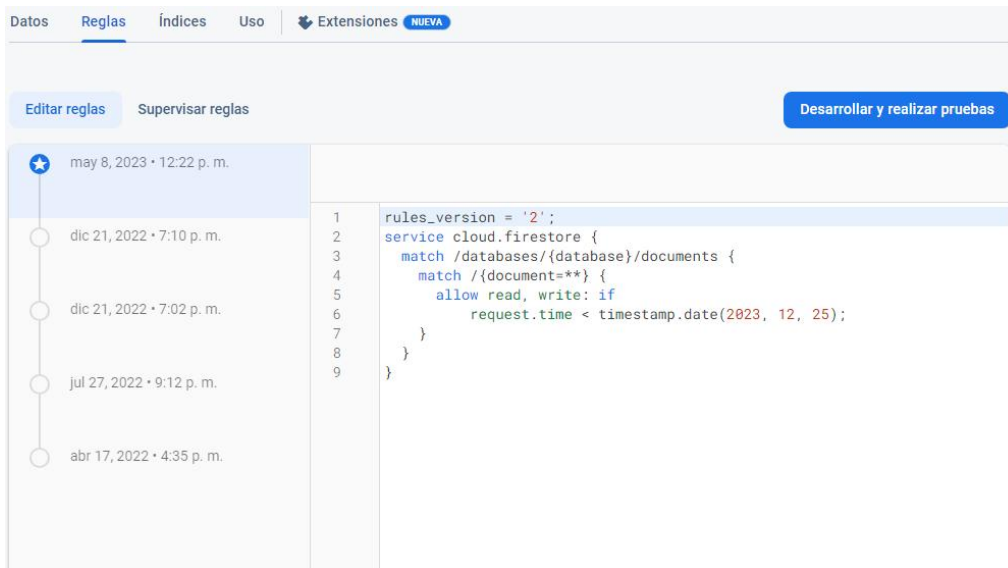 Datos Reglas Índices Uso Extensiones NUEVA
Editar reglas Supervisar reglas Desarrollar y realizar pruebas
may 8, 2023 • 12:22 p. m.
dic 21, 2022 • 7:10 p. m.
dic 21, 2022 • 7:02 p. m.
jul 27, 2022 • 9:12 p. m.
abr 17, 2022 • 4:35 p. m.
1 rules_version = '2';
2 service cloud.firestore {
3   match /databases/{database}/documents {
4     match /{document=**} {
5       allow read, write: if
6           request.time < timestamp.date(2023, 12, 25);
7     }
8   }
9 }